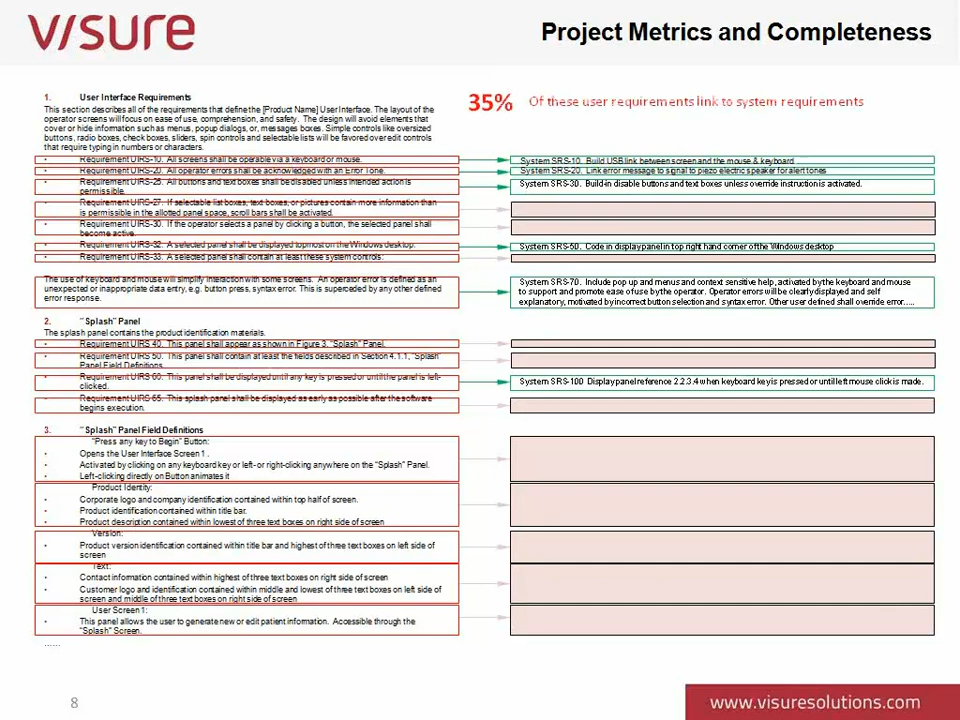 visure
Project Metrics and Completeness
1. User Interface Requirements
This section describes all of the requirements that define the [Product Name] User Interface. The layout of the
operator screens will focus on ease of use, comprehension, and safety. The design will avoid elements that
cover or hide information such as menus, popup dialogs, or, messages boxes. Simple controls like oversized
buttons, radio boxes, check boxes, sliders, spin controls and selectable lists will be favored over edit controls
that require typing in numbers or characters.
35% Of these user requirements link to system requirements
• Requirement UIRS-10. All screens shall be operable via a keyboard or mouse.
System SRS-10. Build USB link between screen and the mouse & keyboard
• Requirement UIRS-20. All operator errors shall be acknowledged with an Error Tone.
System SRS-20. Link error message to signal to piezo electric speaker for alert tones
• Requirement UIRS-25. All buttons and text boxes shall be disabled unless intended action is
permissible.
System SRS-30. Build-in disable buttons and text boxes unless override instruction is activated.
• Requirement UIRS-27. If selectable list boxes, text boxes, or pictures contain more information than
is permissible in the allotted panel space, scroll bars shall be activated.
• Requirement UIRS-30. If the operator selects a panel by clicking a button, the selected panel shall
become active.
• Requirement UIRS-32. A selected panel shall be displayed topmost on the Windows desktop.
System SRS-50. Code in display panel in top right hand corner of the Windows desktop
• Requirement UIRS-33. A selected panel shall contain at least these system controls:
The use of keyboard and mouse will simplify interaction with some screens. An operator error is defined as an
unexpected or inappropriate data entry, e.g. button press, syntax error. This is superceded by any other defined
error response.
System SRS-70. Include pop up and menus and context sensitive help, activated by the keyboard and mouse
to support and promote ease of use by the operator. Operator errors will be clearly displayed and self
explanatory, motivated by incorrect button selection and syntax error. Other user defined shall override error.....
2. "Splash" Panel
The splash panel contains the product identification materials.
• Requirement UIRS 40. This panel shall appear as shown in Figure 3. "Splash" Panel.
• Requirement UIRS 50. This panel shall contain at least the fields described in Section 4.1.1, "Splash"
Panel Field Definitions
• Requirement UIRS 60. This panel shall be displayed until any key is pressed or until the panel is left-
clicked.
System SRS-100 Display panel reference 2.2.3.4 when keyboard key is pressed or until left mouse click is made.
• Requirement UIRS 65. This splash panel shall be displayed as early as possible after the software
begins execution.
3. "Splash" Panel Field Definitions
"Press any key to Begin" Button:
• Opens the User Interface Screen 1 .
• Activated by clicking on any keyboard key or left- or right-clicking anywhere on the "Splash" Panel.
• Left-clicking directly on Button animates it
Product Identity:
• Corporate logo and company identification contained within top half of screen.
• Product identification contained within title bar.
• Product description contained within lowest of three text boxes on right side of screen
Version:
• Product version identification contained within title bar and highest of three text boxes on left side of
screen
Text:
• Contact information contained within highest of three text boxes on right side of screen
• Customer logo and identification contained within middle and lowest of three text boxes on left side of
screen and middle of three text boxes on right side of screen
User Screen 1:
• This panel allows the user to generate new or edit patient information. Accessible through the
"Splash" Screen.
......
8
www.visuresolutions.com